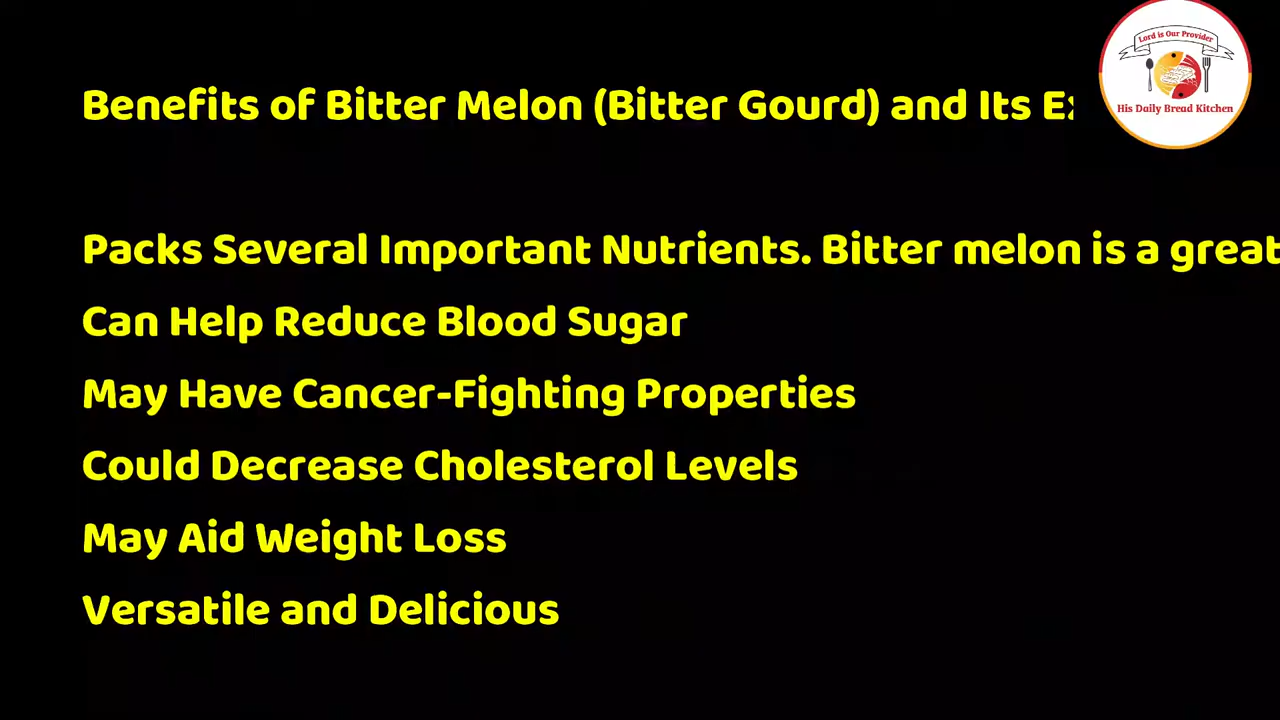 Lord is Our Provider
His Daily Bread Kitchen
Benefits of Bitter Melon (Bitter Gourd) and Its
Packs Several Important Nutrients. Bitter melon is a great
Can Help Reduce Blood Sugar
May Have Cancer-Fighting Properties
Could Decrease Cholesterol Levels
May Aid Weight Loss
Versatile and Delicious